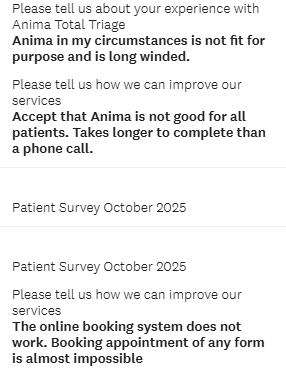 Please tell us about your experience with
Anima Total Triage
Anima in my circumstances is not fit for
purpose and is long winded.
Please tell us how we can improve our
services
Accept that Anima is not good for all
patients. Takes longer to complete than
a phone call.
Patient Survey October 2025
Patient Survey October 2025
Please tell us how we can improve our
services
The online booking system does not
work. Booking appointment of any form
is almost impossible